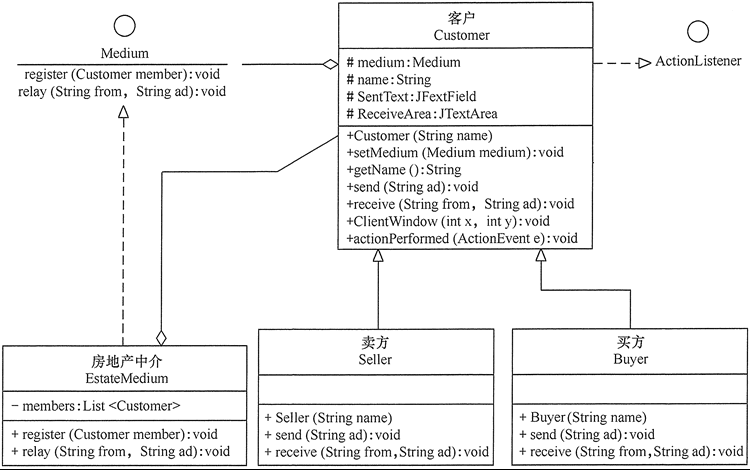 Medium
register (Customer member): void
relay (String from, String ad): void
客户
Customer
# medium: Medium
# name: String
# SentText: JFextField
# ReceiveArea: JTextArea
+Customer (String name)
+setMedium (Medium medium): void
+getName (): String
+send (String ad): void
+receive (String from, String ad): void
+ClientWindow (int x, int y): void
+actionPerformed (ActionEvent e): void
ActionListener
房地产中介
EstateMedium
- members: List <Customer>
+ register (Customer member): void
+ relay (String from, String ad): void
卖方
Seller
+ Seller (String name)
+ send (String ad): void
+ receive (String from,String ad): void
买方
Buyer
+ Buyer (String name)
+ send (String ad): void
+ receive (String from,String ad): void